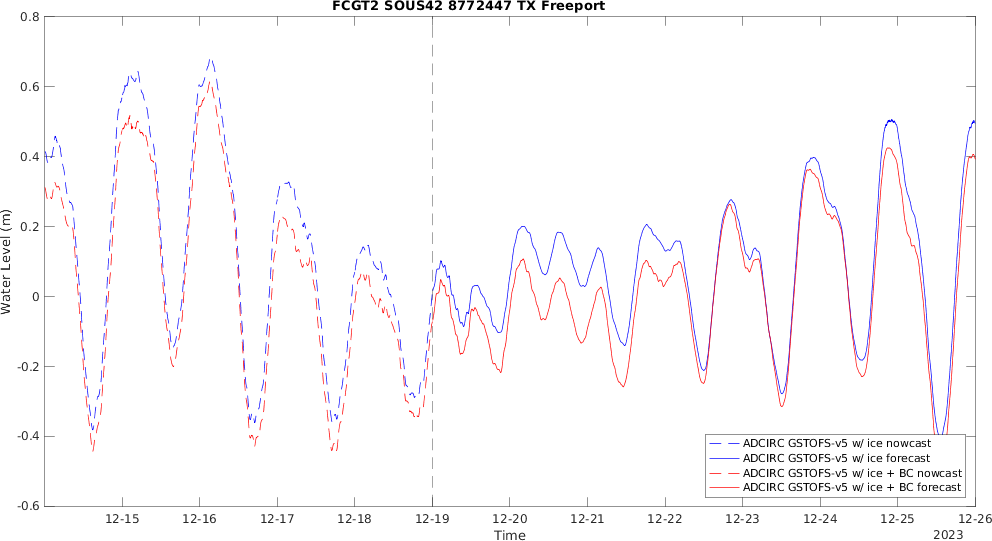 FCGT2 SOUS42 8772447 TX Freeport
0.8
0.6
0.4
0.2
0
-0.2
-0.4
-0.6
Water Level (m)
12-15 12-16 12-17 12-18 12-19 12-20 12-21 12-22 12-23 12-24 12-25 12-26
Time
2023
ADCIRC GSTOFS-v5 w/ ice nowcast
ADCIRC GSTOFS-v5 w/ ice forecast
ADCIRC GSTOFS-v5 w/ ice + BC nowcast
ADCIRC GSTOFS-v5 w/ ice + BC forecast